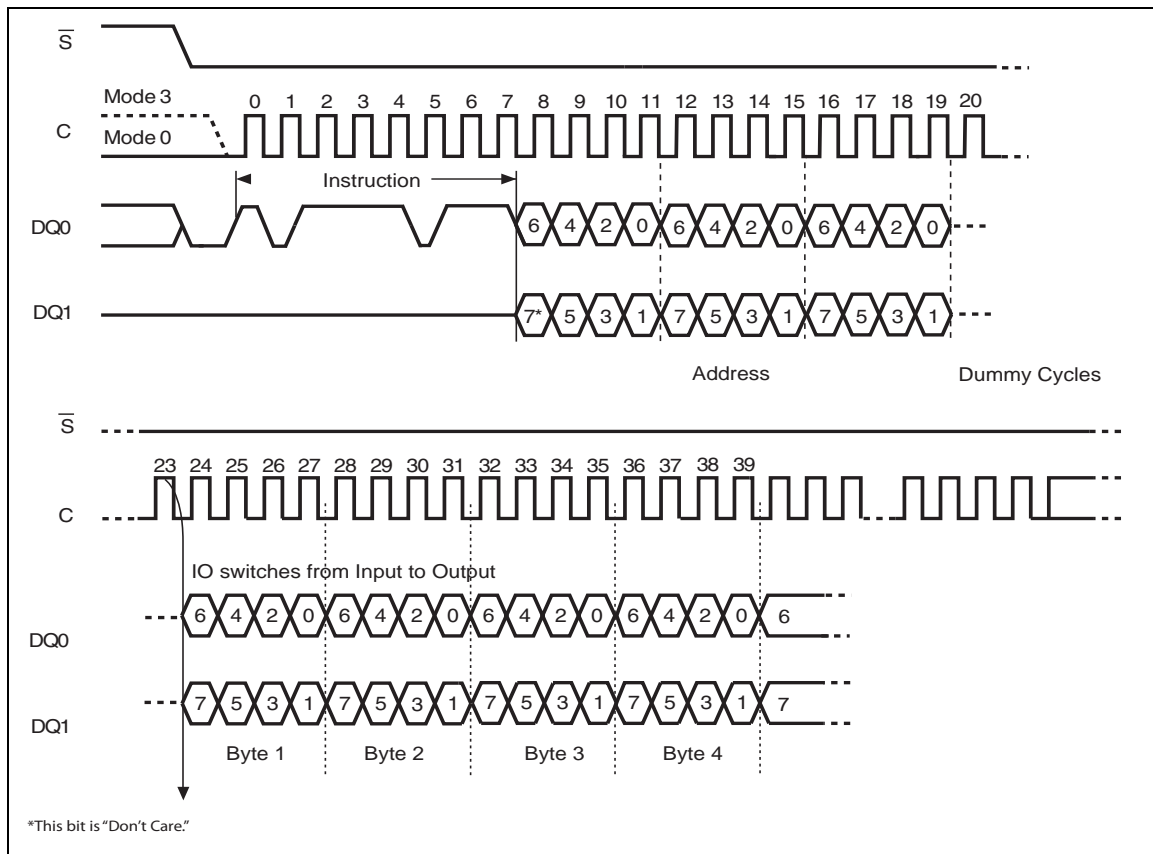 S
0 1 2 3 4 5 6 7 8 9 10 11 12 13 14 15 16 17 18 19 20
Mode 3
C
Mode 0
Instruction
DQ0
6 4 2 0 6 4 2 0 6 4 2 0
DQ1
7* 5 3 1 7 5 3 1 7 5 3 1
Address Dummy Cycles
S
23 24 25 26 27 28 29 30 31 32 33 34 35 36 37 38 39
C
IO switches from Input to Output
6 4 2 0 6 4 2 0 6 4 2 0 6 4 2 0 6
DQ0
7 5 3 1 7 5 3 1 7 5 3 1 7 5 3 1 7
DQ1
Byte 1 Byte 2 Byte 3 Byte 4
*This bit is “Don’t Care.”